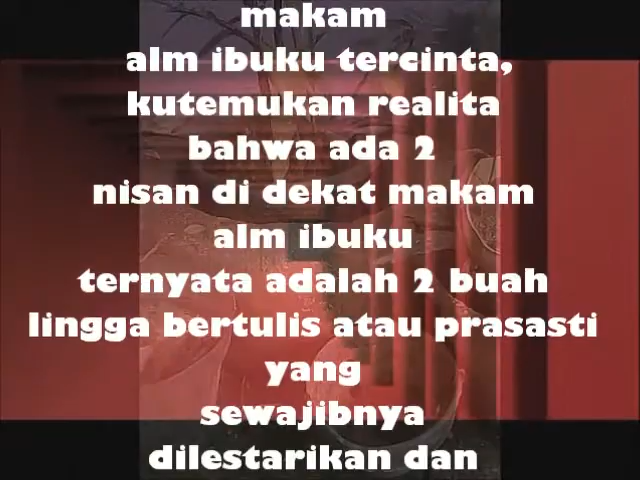 makam
alm ibuku tercinta,
kutemukan realita
bahwa ada 2
nisan di dekat makam
alm ibuku
ternyata adalah 2 buah
lingga bertulis atau prasasti
yang
sewajibnya
dilestarikan dan